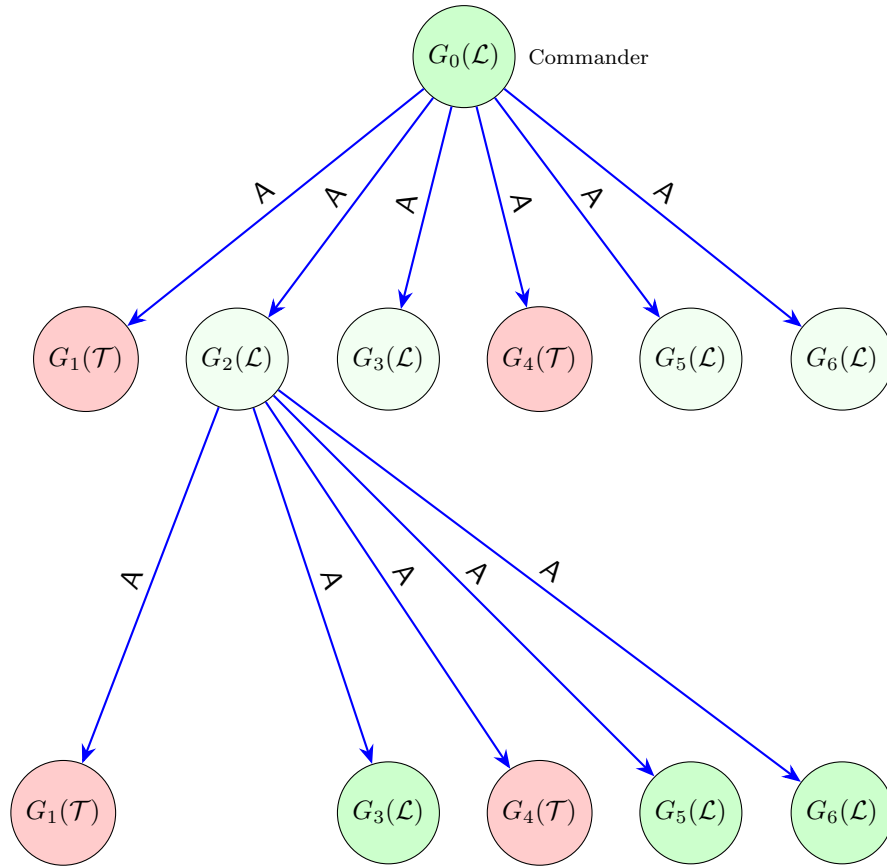 G₀(ℒ) Commander
A A A A A A
G₁(𝒯) G₂(ℒ) G₃(ℒ) G₄(𝒯) G₅(ℒ) G₆(ℒ)
A A A A A
G₁(𝒯) G₃(ℒ) G₄(𝒯) G₅(ℒ) G₆(ℒ)